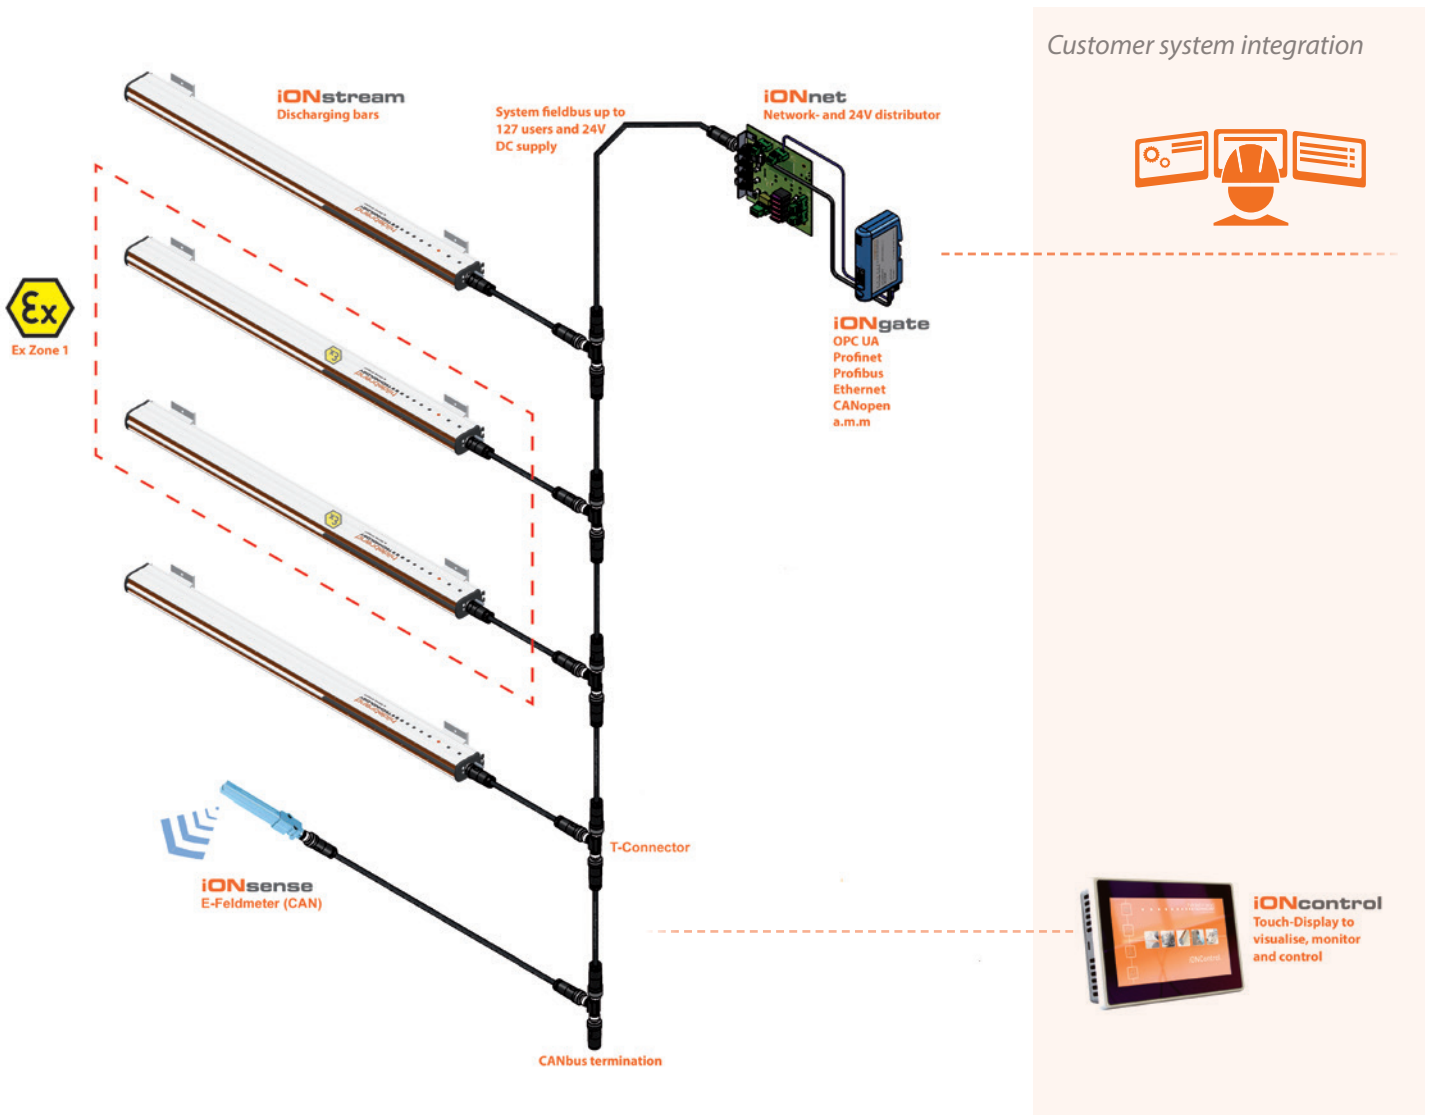 Customer system integration
iONstream
Discharging bars
System fieldbus up to
127 users and 24V
DC supply
iONnet
Network- and 24V distributor
Ex
Ex Zone 1
iONgate
OPC UA
Profinet
Profibus
Ethernet
CANopen
a.m.m
T-Connector
iONsense
E-Feldmeter (CAN)
iONcontrol
Touch-Display to
visualise, monitor
and control
iONControl
CANbus termination